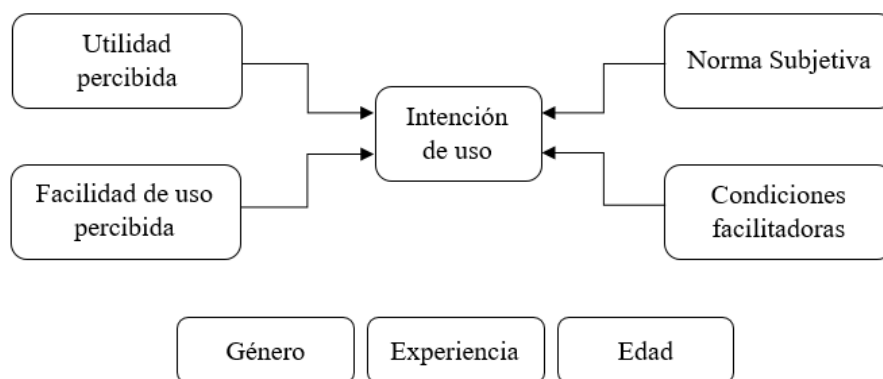 Utilidad
percibida
Norma Subjetiva
Intención
de uso
Facilidad de uso
percibida
Condiciones
facilitadoras
Género
Experiencia
Edad